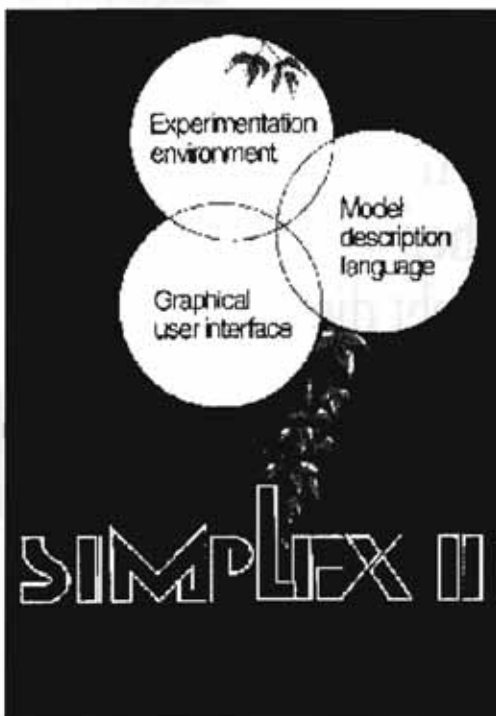 Experimentation
environment
Model
description
language
Graphical
user interface
SIMPLEX II